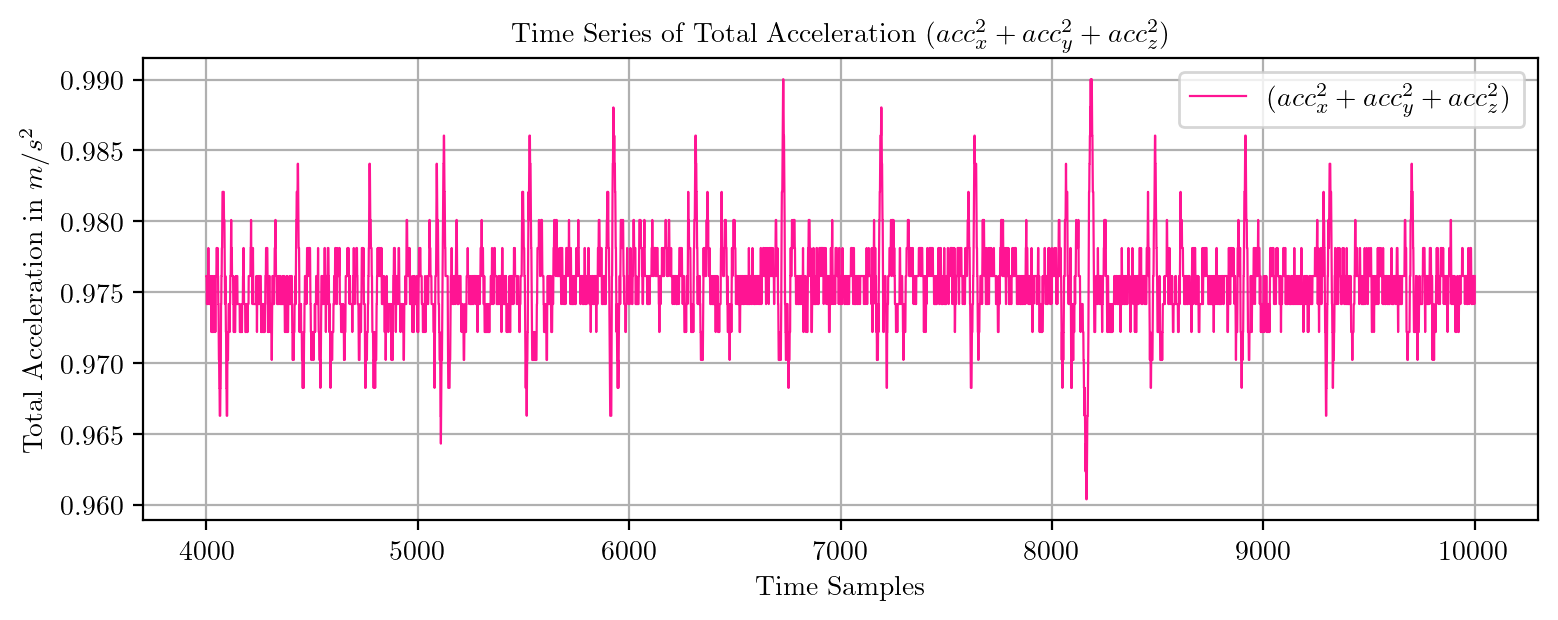 Time Series of Total Acceleration $(acc_x^2 + acc_y^2 + acc_z^2)$
$(acc_x^2 + acc_y^2 + acc_z^2)$
Total Acceleration in $m/s^2$
0.990
0.985
0.980
0.975
0.970
0.965
0.960
4000 5000 6000 7000 8000 9000 10000
Time Samples